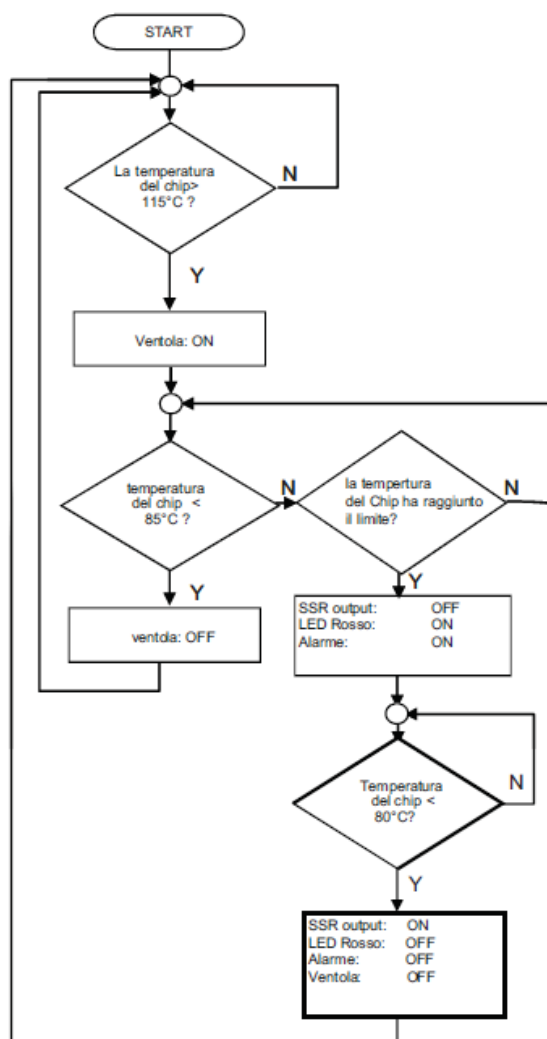 START
La temperatura
del chip>
115°C ?
N
Y
Ventola: ON
temperatura
del chip <
85°C ?
N
la tempertura
del Chip ha raggiunto
il limite?
N
Y
Y
SSR output: OFF
LED Rosso: ON
Alarme: ON
ventola: OFF
Temperatura
del chip <
80°C?
N
Y
SSR output: ON
LED Rosso: OFF
Alarme: OFF
Ventola: OFF